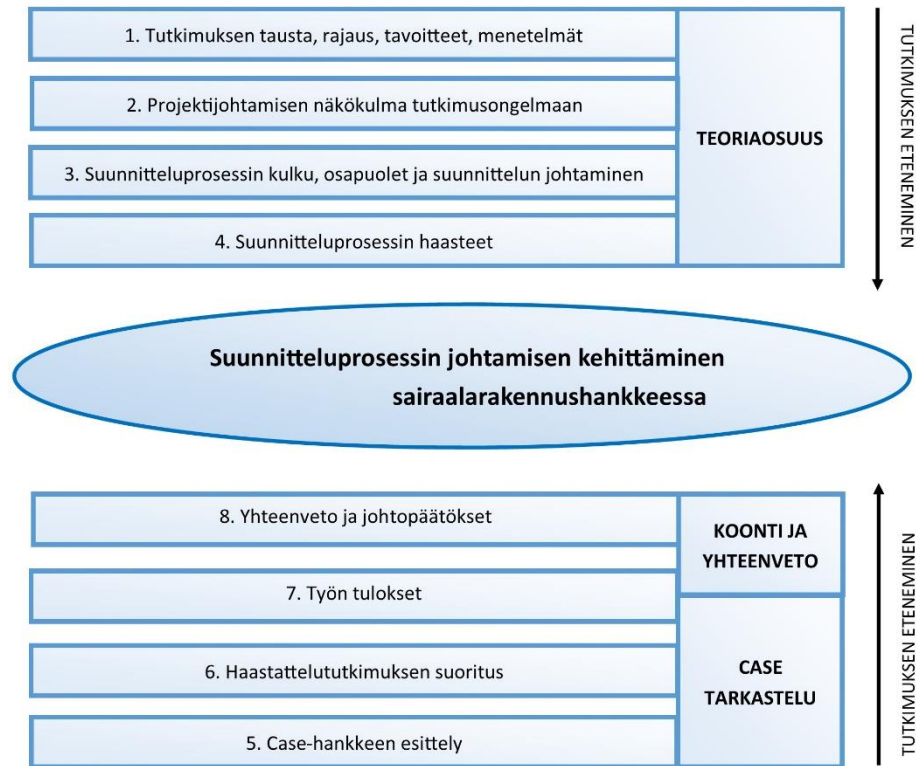 1. Tutkimuksen tausta, rajaus, tavoitteet, menetelmät
2. Projektijohtamisen näkökulma tutkimusongelmaan
3. Suunnitteluprosessin kulku, osapuolet ja suunnittelun johtaminen
4. Suunnitteluprosessin haasteet
TEORIAOSUUS
TUTKIMUKSEN ETENEMINEN
Suunnitteluprosessin johtamisen kehittäminen
sairaalarakennushankkeessa
8. Yhteenveto ja johtopäätökset
7. Työn tulokset
6. Haastattelututkimuksen suoritus
5. Case-hankkeen esittely
KOONTI JA
YHTEENVETO
CASE
TARKASTELU
TUTKIMUKSEN ETENEMINEN